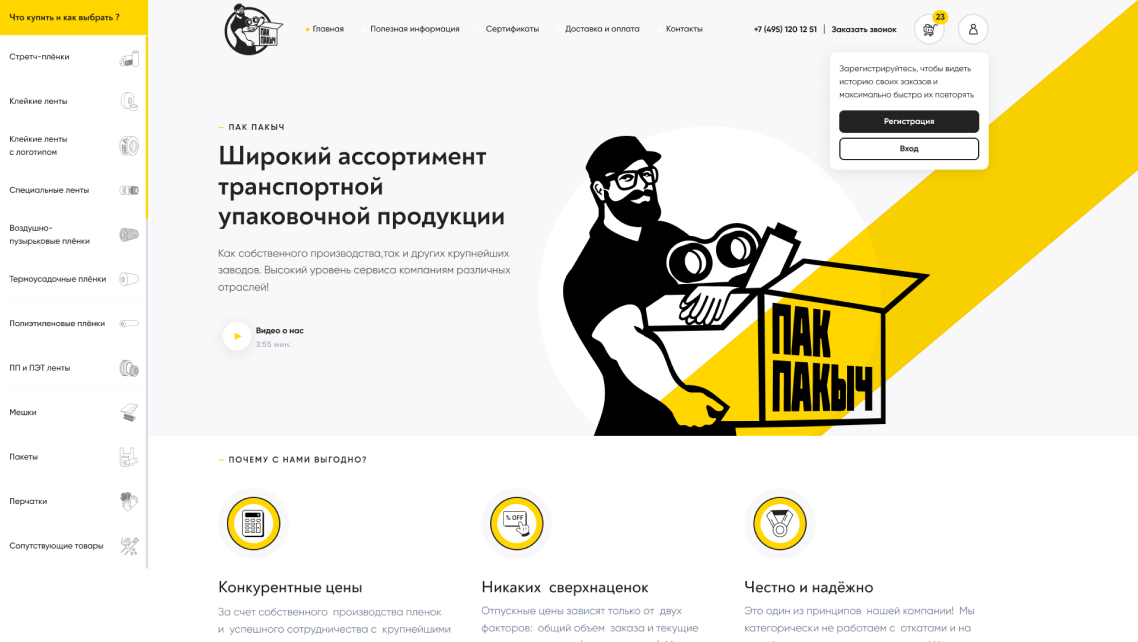 Что купить и как выбрать ?
Стретч-плёнки
Клейкие ленты
Клейкие ленты
с логотипом
Специальные ленты
Воздушно-
пузырьковые плёнки
Термоусадочные плёнки
Полиэтиленовые плёнки
ПП и ПЭТ ленты
Мешки
Пакеты
Перчатки
Сопутствующие товары
ПАК
ПАКЫЧ
Главная
Полезная информация
Сертификаты
Доставка и оплата
Контакты
+7 (495) 120 12 51
Заказать звонок
23
Зарегистрируйтесь, чтобы видеть
историю своих заказов и
максимально быстро их повторять
Регистрация
Вход
ПАК ПАКЫЧ
Широкий ассортимент
транспортной
упаковочной продукции
Как собственного производства,так и других крупнейших
заводов. Высокий уровень сервиса компаниям различных
отраслей!
Видео о нас
3:55 мин.
ПАК
ПАКЫЧ
ПОЧЕМУ С НАМИ ВЫГОДНО?
% OFF
Конкурентные цены
За счет собственного производства пленок
и успешного сотрудничества с крупнейшими
Никаких сверхнаценок
Отпускные цены зависят только от двух
факторов: общий объем заказа и текущие
Честно и надёжно
Это один из принципов нашей компании! Мы
категорически не работаем с откатами и на